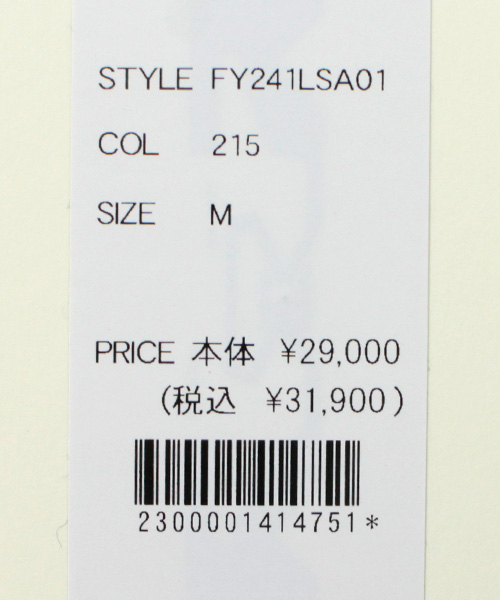 STYLE FY241LSA01
COL 215
SIZE M
PRICE 本体 ¥29,000
(税込 ¥31,900)
2300001414751*